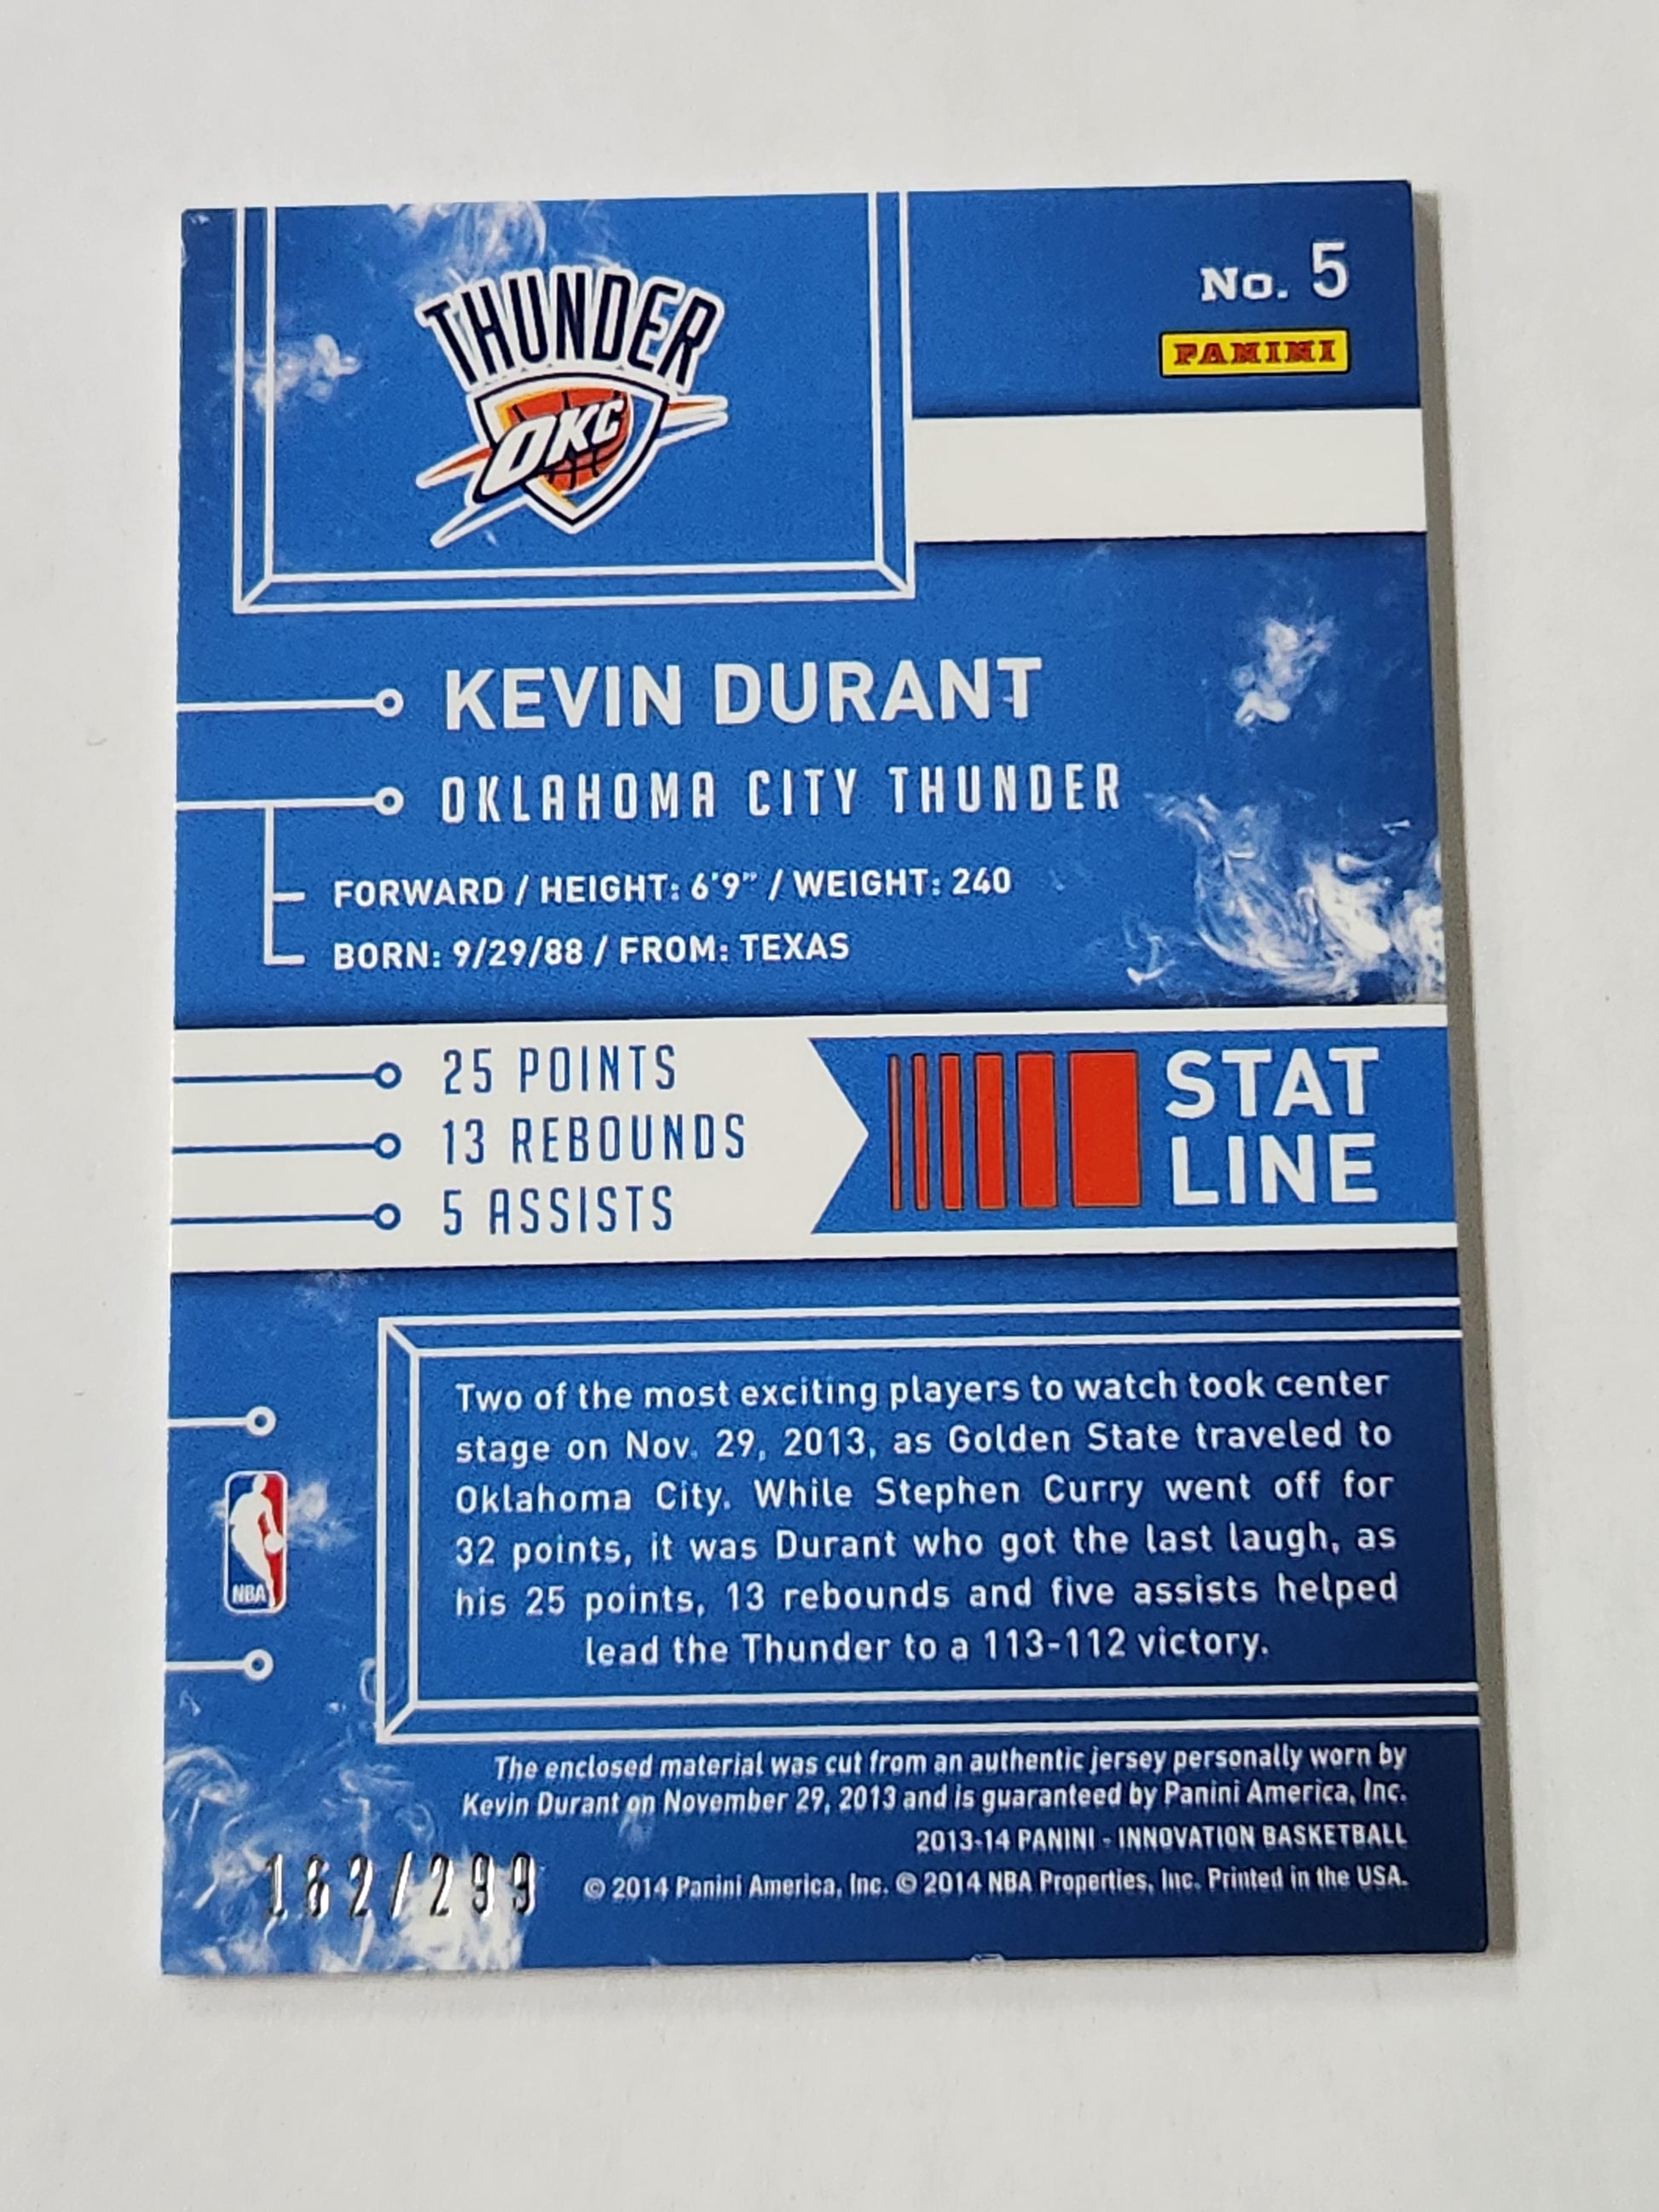 THUNDER
OKC
No. 5
PANINI
KEVIN DURANT
OKLAHOMA CITY THUNDER
FORWARD / HEIGHT: 6'9" / WEIGHT: 240
BORN: 9/29/88 / FROM: TEXAS
25 POINTS
13 REBOUNDS
5 ASSISTS
STAT
LINE
Two of the most exciting players to watch took center
stage on Nov. 29, 2013, as Golden State traveled to
Oklahoma City. While Stephen Curry went off for
32 points, it was Durant who got the last laugh, as
his 25 points, 13 rebounds and five assists helped
lead the Thunder to a 113-112 victory.
NBA
The enclosed material was cut from an authentic jersey personally worn by
Kevin Durant on November 29, 2013 and is guaranteed by Panini America, Inc.
2013-14 PANINI - INNOVATION BASKETBALL
© 2014 Panini America, Inc. © 2014 NBA Properties, Inc. Printed in the USA.
162/299